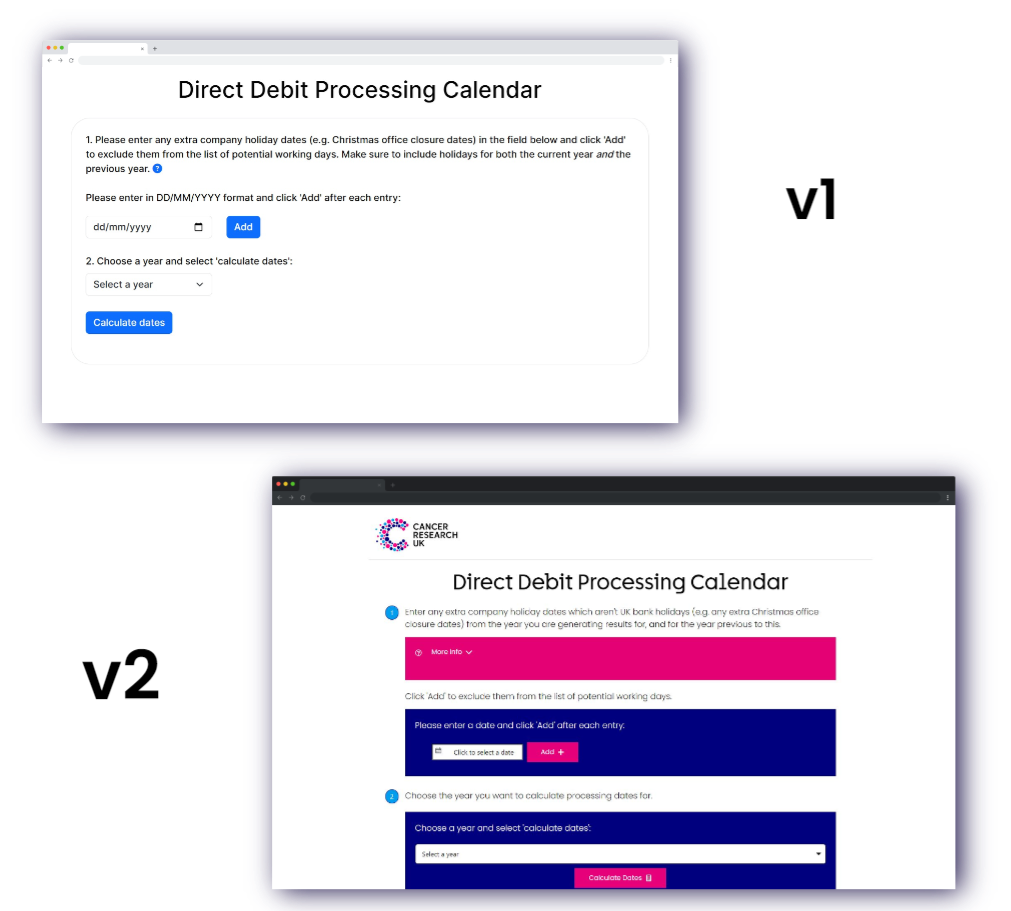 Direct Debit Processing Calendar
1. Please enter any extra company holiday dates (e.g. Christmas office closure dates) in the field below and click 'Add'
to exclude them from the list of potential working days. Make sure to include holidays for both the current year and the
previous year. ?
Please enter in DD/MM/YYYY format and click 'Add' after each entry:
dd/mm/yyyy
Add
2. Choose a year and select 'calculate dates':
Select a year
Calculate dates
v1
v2
CANCER
RESEARCH
UK
Direct Debit Processing Calendar
1 Enter any extra company holiday dates which aren't UK bank holidays (e.g. any extra Christmas office
closure dates) from the year you are generating results for, and for the year previous to this.
? More info
Click 'Add' to exclude them from the list of potential working days.
Please enter a date and click 'Add' after each entry:
Click to select a date
Add +
2 Choose the year you want to calculate processing dates for.
Choose a year and select 'calculate dates':
Select a year
Calculate Dates